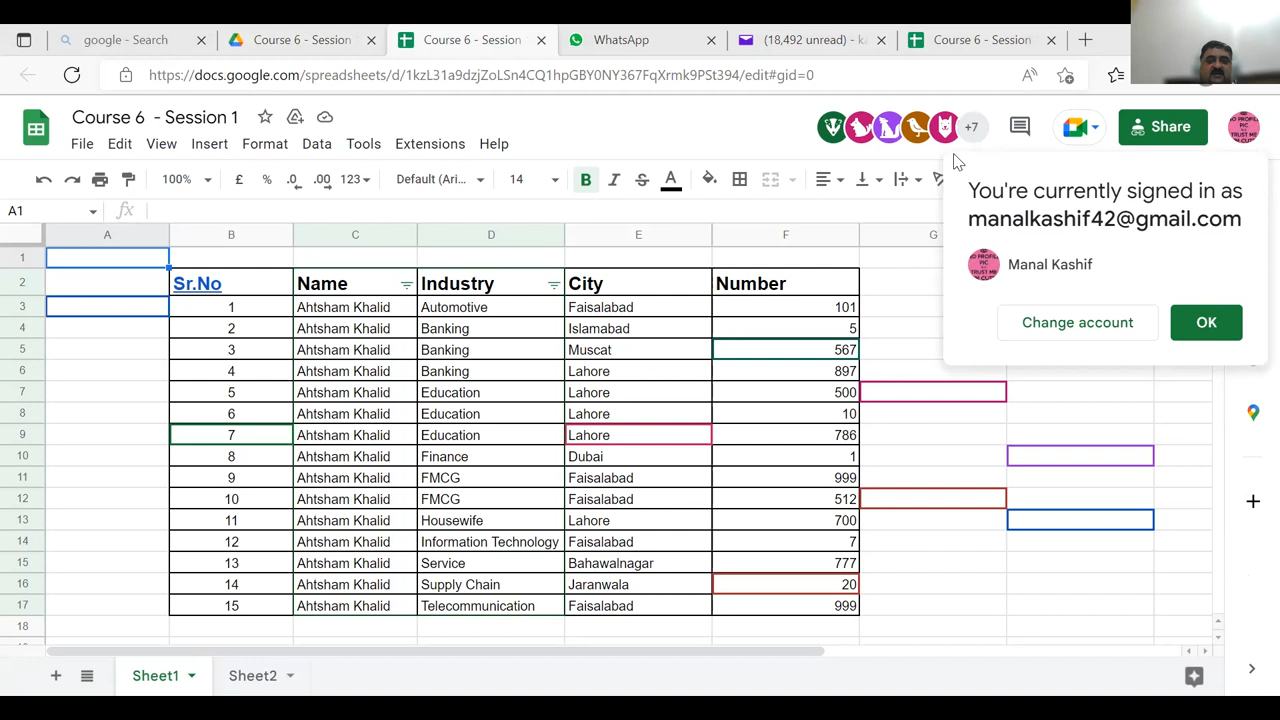 google - Search
Course 6 - Session
Course 6 - Session
WhatsApp
(18,492 unread) - ka
Course 6 - Session
https://docs.google.com/spreadsheets/d/1kzL31a9dzjZoLSn4CQ1hpGBY0NY367FqXrmk9PSt394/edit#gid=0
Course 6 - Session 1
+7
Share
File Edit View Insert Format Data Tools Extensions Help
100% £ % .0 .00 123 Default (Ari... 14 B I S A
You're currently signed in as
manalkashif42@gmail.com
Manal Kashif
Change account OK
A1 fx
A B C D E F G
1
2 Sr.No Name Industry City Number
3 1 Ahtsham Khalid Automotive Faisalabad 101
4 2 Ahtsham Khalid Banking Islamabad 5
5 3 Ahtsham Khalid Banking Muscat 567
6 4 Ahtsham Khalid Banking Lahore 897
7 5 Ahtsham Khalid Education Lahore 500
8 6 Ahtsham Khalid Education Lahore 10
9 7 Ahtsham Khalid Education Lahore 786
10 8 Ahtsham Khalid Finance Dubai 1
11 9 Ahtsham Khalid FMCG Faisalabad 999
12 10 Ahtsham Khalid FMCG Faisalabad 512
13 11 Ahtsham Khalid Housewife Lahore 700
14 12 Ahtsham Khalid Information Technology Faisalabad 7
15 13 Ahtsham Khalid Service Bahawalnagar 777
16 14 Ahtsham Khalid Supply Chain Jaranwala 20
17 15 Ahtsham Khalid Telecommunication Faisalabad 999
18
Sheet1 Sheet2